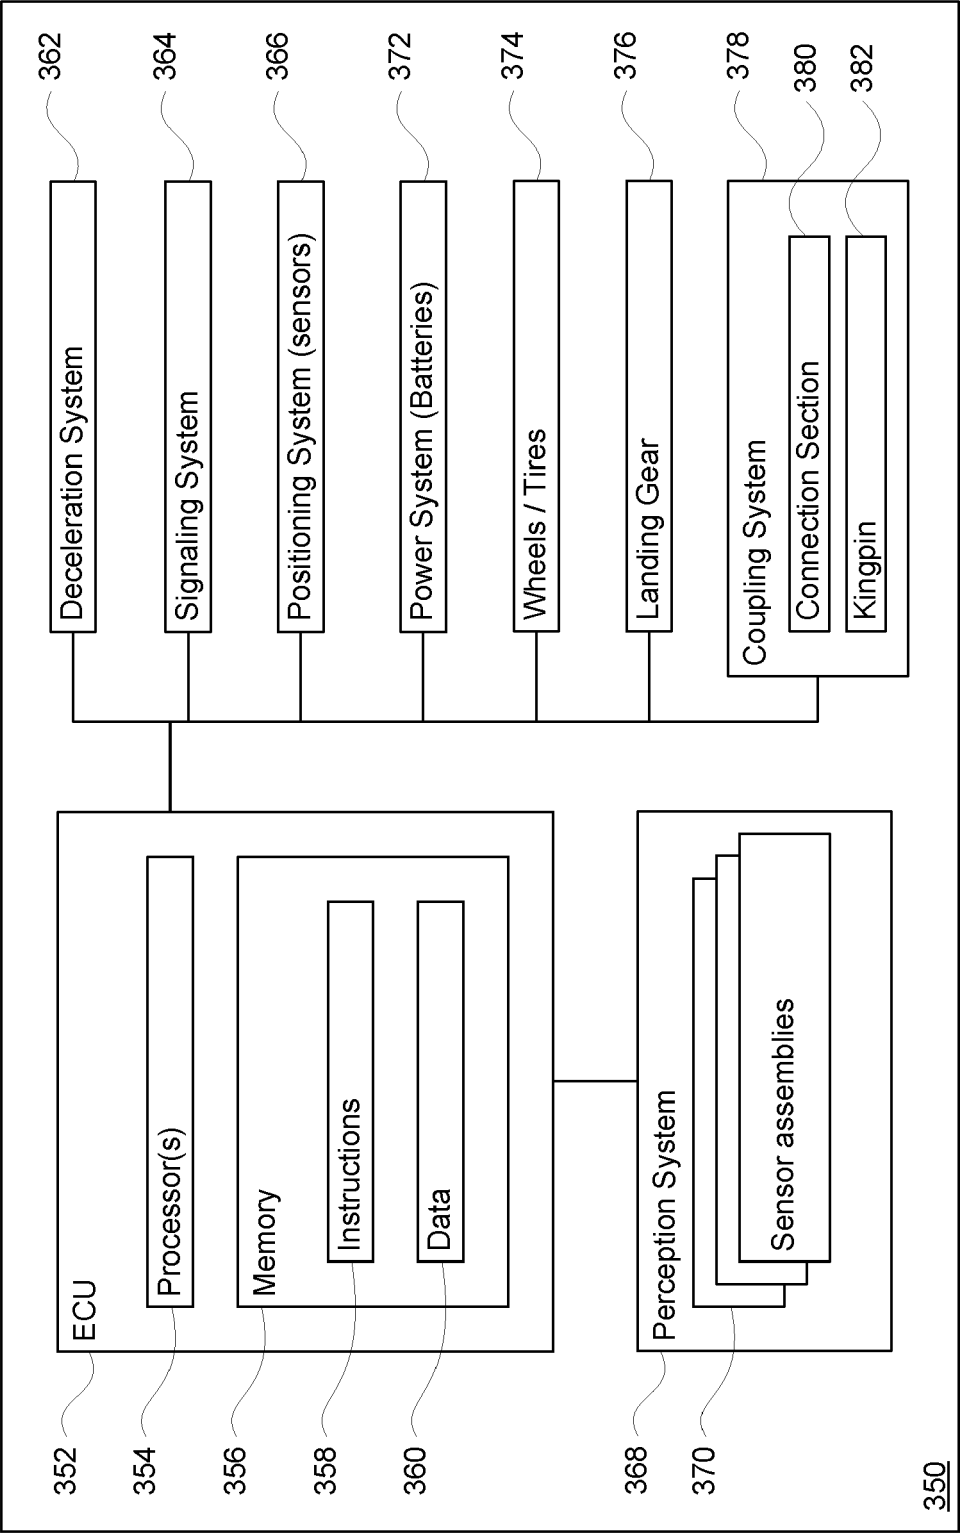 352
ECU
354
Processor(s)
356
Memory
358
Instructions
360
Data
368
Perception System
370
Sensor assemblies
350
Deceleration System
362
Signaling System
364
Positioning System (sensors)
366
Power System (Batteries)
372
Wheels / Tires
374
Landing Gear
376
Coupling System
378
Connection Section
380
Kingpin
382